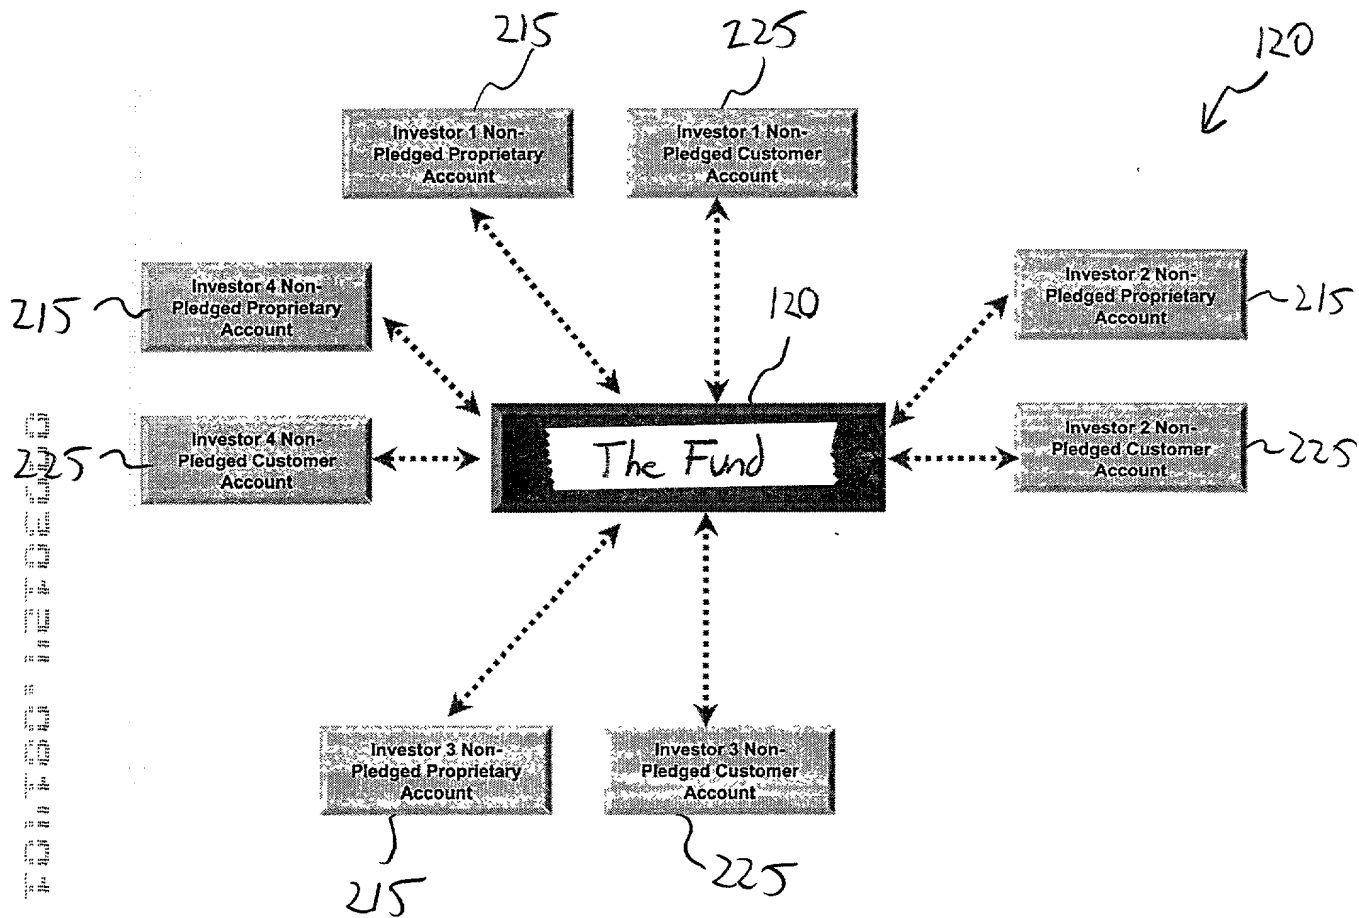 215
225
120
Investor 1 Non-
Pledged Proprietary
Account
Investor 1 Non-
Pledged Customer
Account
Investor 4 Non-
Pledged Proprietary
Account
215
Investor 2 Non-
Pledged Proprietary
Account
215
120
The Fund
Investor 4 Non-
Pledged Customer
Account
225
Investor 2 Non-
Pledged Customer
Account
225
Investor 3 Non-
Pledged Proprietary
Account
Investor 3 Non-
Pledged Customer
Account
215
225